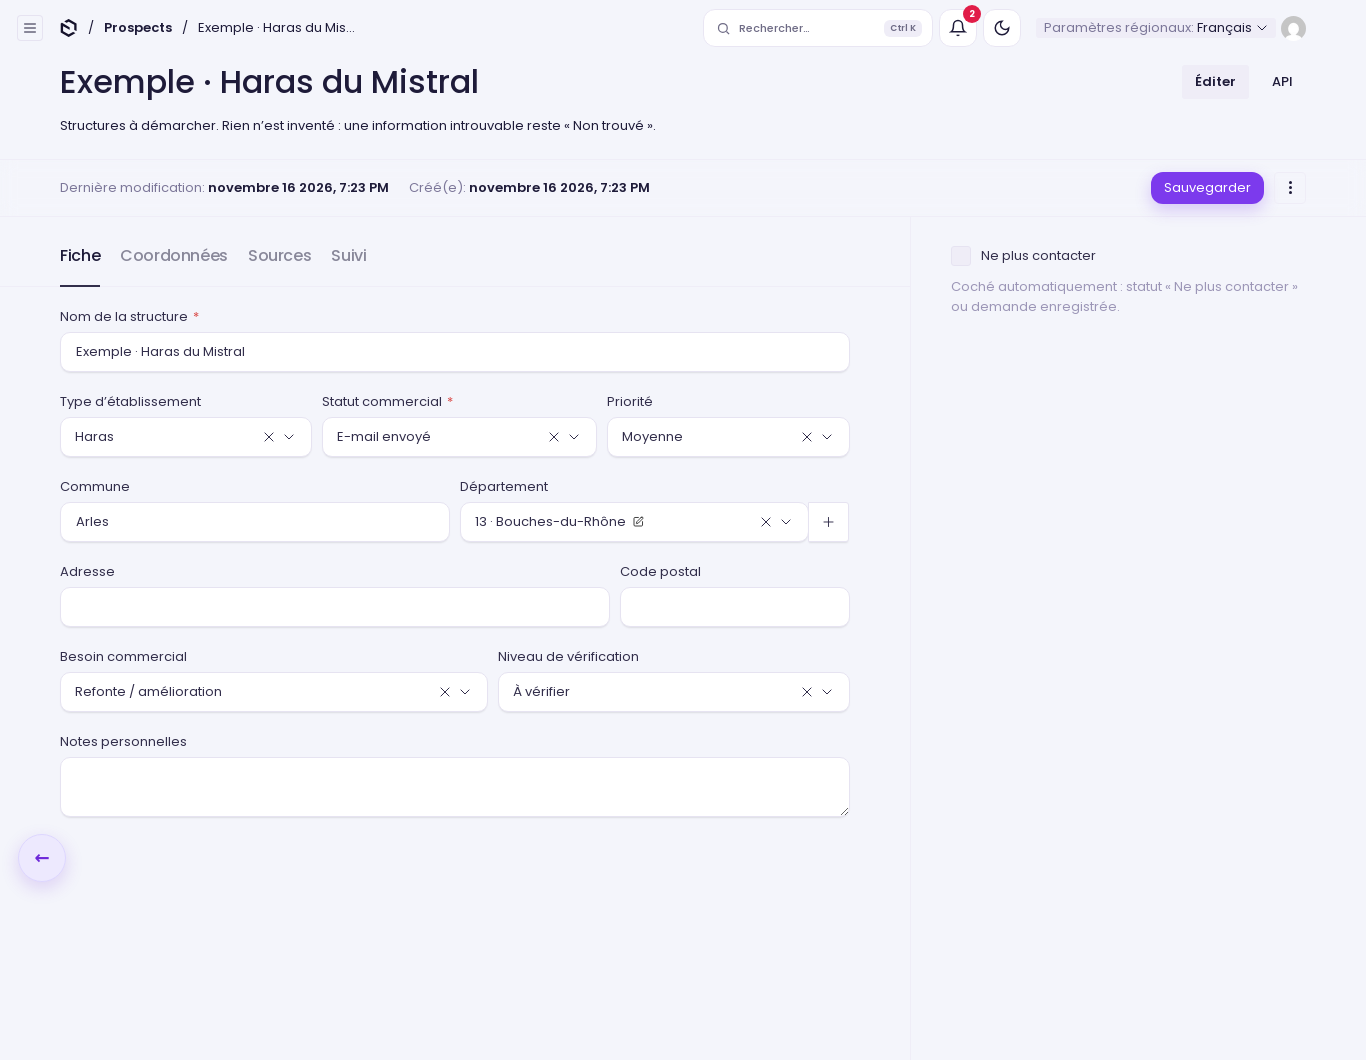 / Prospects / Exemple · Haras du Mis…
Rechercher… Ctrl K
2
Paramètres régionaux: Français
Exemple · Haras du Mistral
Éditer
API
Structures à démarcher. Rien n’est inventé : une information introuvable reste « Non trouvé ».
Dernière modification: novembre 16 2026, 7:23 PM
Créé(e): novembre 16 2026, 7:23 PM
Sauvegarder
Fiche
Coordonnées
Sources
Suivi
Ne plus contacter
Coché automatiquement : statut « Ne plus contacter »
ou demande enregistrée.
Nom de la structure *
Exemple · Haras du Mistral
Type d’établissement
Statut commercial *
Priorité
Haras
E-mail envoyé
Moyenne
Commune
Département
Arles
13 · Bouches-du-Rhône
Adresse
Code postal
Besoin commercial
Niveau de vérification
Refonte / amélioration
À vérifier
Notes personnelles